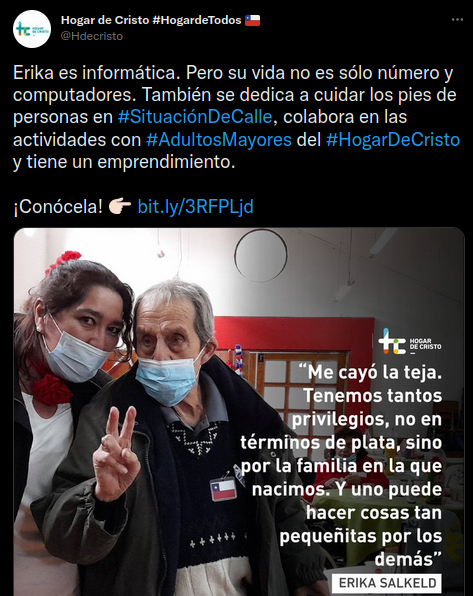 Hogar de Cristo #HogardeTodos 🇨🇱
@Hdecristo
Erika es informática. Pero su vida no es sólo número y
computadores. También se dedica a cuidar los pies de
personas en #SituaciónDeCalle, colabora en las
actividades con #AdultosMayores del #HogarDeCristo
y tiene un emprendimiento.
¡Conócela! 👉🏻 bit.ly/3RFPLjd
hc HOGAR
DE CRISTO
“Me cayó la teja.
Tenemos tantos
privilegios, no en
términos de plata, sino
por la familia en la que
nacimos. Y uno puede
hacer cosas tan
pequeñitas por los
demás”
ERIKA SALKELD